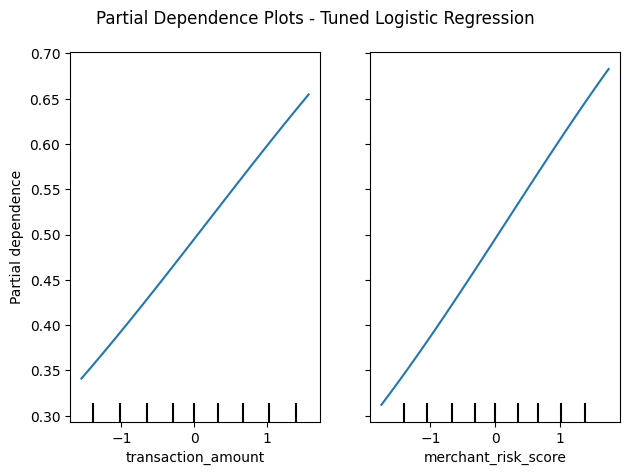 Partial Dependence Plots - Tuned Logistic Regression
Partial dependence
0.70
0.65
0.60
0.55
0.50
0.45
0.40
0.35
0.30
−1 0 1
transaction_amount
−1 0 1
merchant_risk_score